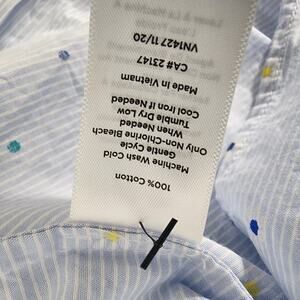 100% Cotton
Machine Wash Cold
Gentle Cycle
Only Non-Chlorine Bleach
When Needed
Tumble Dry Low
Cool Iron If Needed
Made in Vietnam
CA# 23147
VN1427 11/20